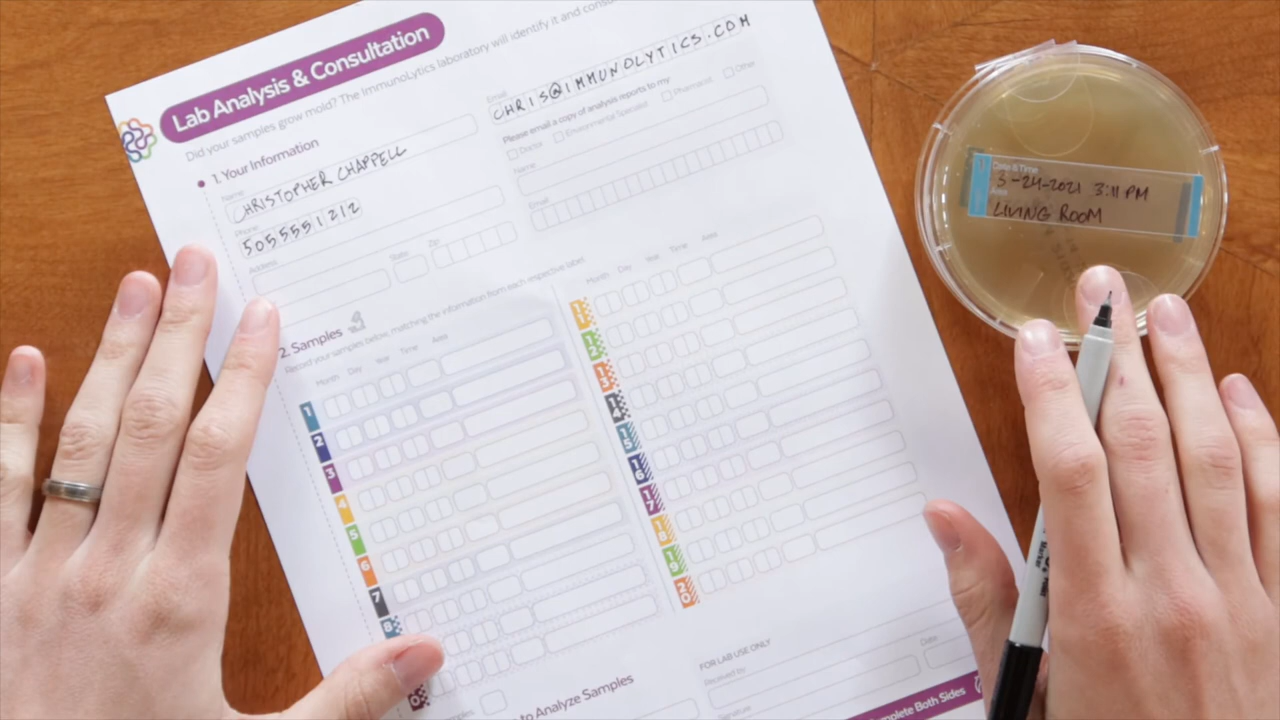 Lab Analysis & Consultation
Did your samples grow mold? The ImmunoLytics laboratory will identify it and
1. Your Information
Name
CHRISTOPHER CHAPPELL
Phone
5055551212
Address
State
Zip
Email
CHRIS@IMMUNOLYTICS.COM
Please email a copy of analysis reports to my:
Doctor
Environmental Specialist
Pharmacist
Other
Name
Email
2. Samples
Record your samples below, matching the information from each respective label.
Month Day Year Time Area
1
2
3
4
5
6
7
8
Month Day Year Time Area
11
12
13
14
15
16
17
18
19
20
to Analyze Samples
FOR LAB USE ONLY
Received by
Date
Signature
Complete Both Sides
1
Date & Time
3-24-2021 3:11 PM
Area
LIVING ROOM
Marker